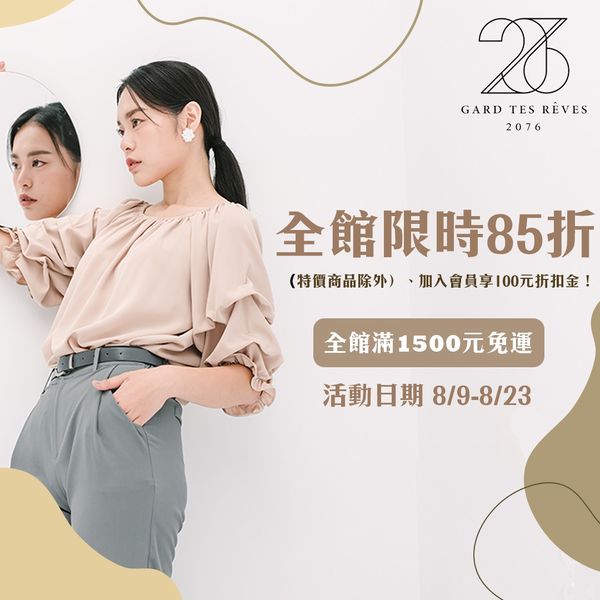 26
GARD TES RÊVES
2076
全館限時85折
(特價商品除外）、加入會員享100元折扣金！
全館滿1500元免運
活動日期 8/9-8/23